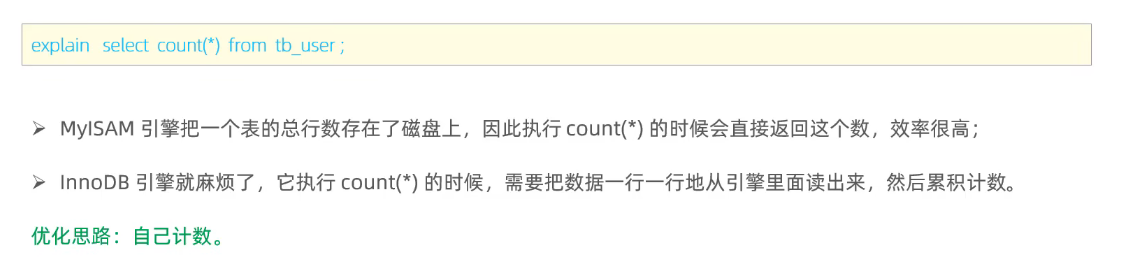 explain select count(*) from tb_user ;
➢ MyISAM 引擎把一个表的总行数存在了磁盘上，因此执行 count(*) 的时候会直接返回这个数，效率很高；
➢ InnoDB 引擎就麻烦了，它执行 count(*) 的时候，需要把数据一行一行地从引擎里面读出来，然后累积计数。
优化思路：自己计数。